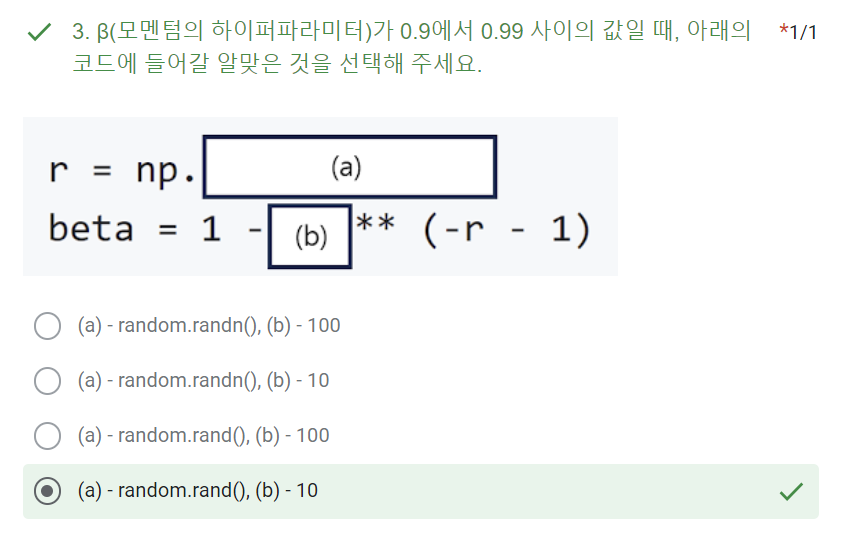 3. β(모멘텀의 하이퍼파라미터)가 0.9에서 0.99 사이의 값일 때, 아래의 *1/1
코드에 들어갈 알맞은 것을 선택해 주세요.
r = np. (a)
beta = 1 - (b) ** (-r - 1)
(a) - random.randn(), (b) - 100
(a) - random.randn(), (b) - 10
(a) - random.rand(), (b) - 100
(a) - random.rand(), (b) - 10